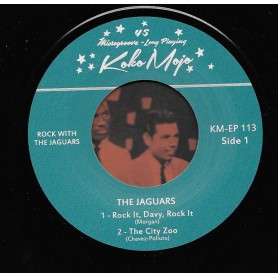 45
Microgroove - Long Playing
Koko Mojo
ROCK WITH
THE JAGUARS
KM-EP 113
Side 1
THE JAGUARS
1 - Rock It, Davy, Rock It
(Morgan)
2 - The City Zoo
(Chavez-Polluto)